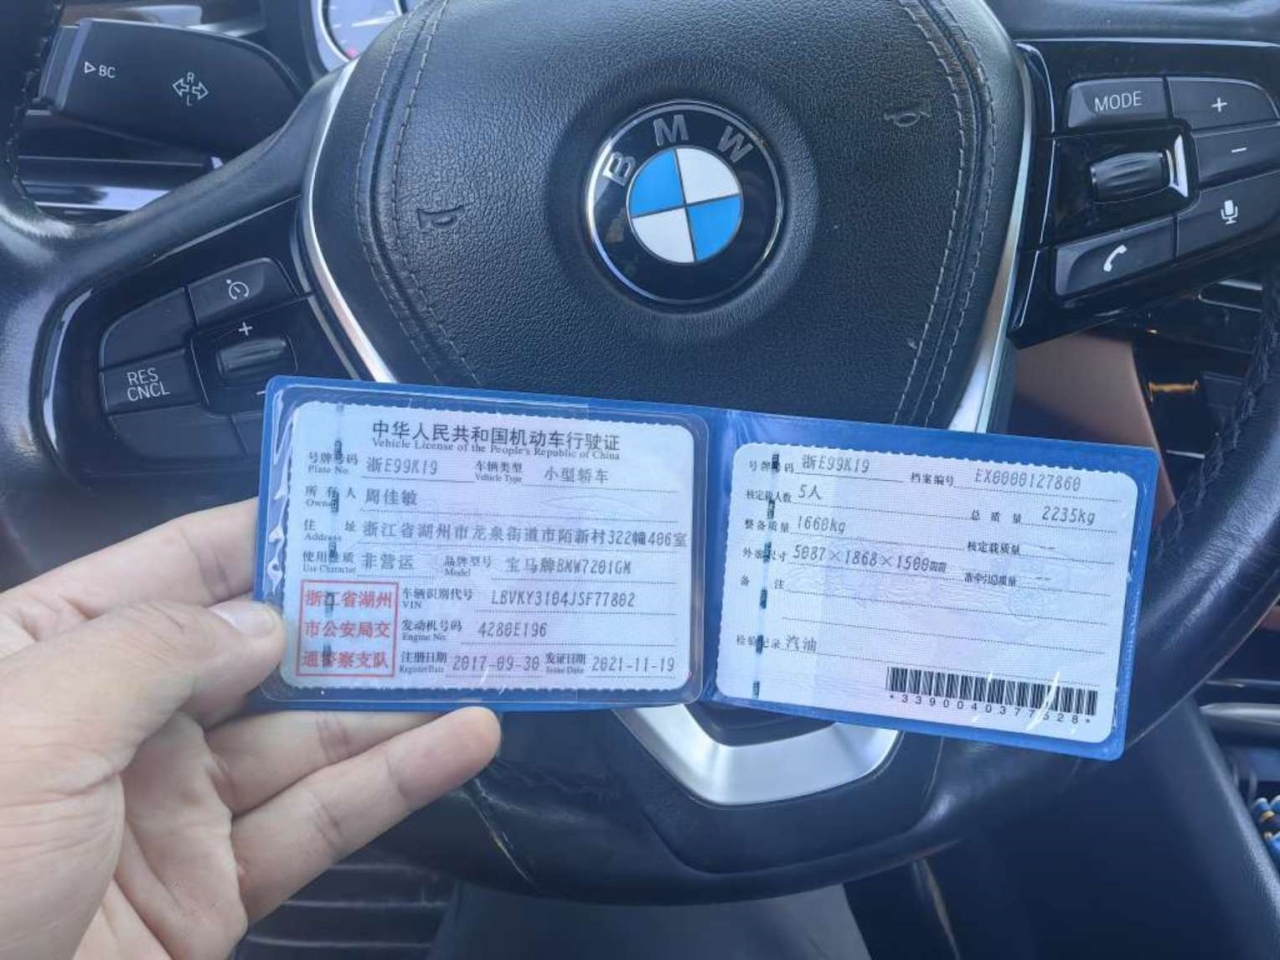 BC
R
L
BMW
MODE
+
−
+
−
RES
CNCL
中华人民共和国机动车行驶证
Vehicle License of the People's Republic of China
号牌号码 浙E99K19 车辆类型 小型轿车
Plate No. Vehicle Type
所有人 周佳敏
Owner
住址 浙江省湖州市龙泉街道市陌新村322幢406室
Address
使用性质 非营运 品牌型号 宝马牌BMW7201GM
Use Character Model
浙江省湖州
市公安局交
通警察支队
车辆识别代号 LBVKY3104JSF77802
VIN
发动机号码 4280E196
Engine No.
注册日期 2017-09-30 发证日期 2021-11-19
Register Date Issue Date
号牌号码 浙E99K19 档案编号 EX0000127860
核定载人数 5人 总质量 2235kg
整备质量 1660kg 核定载质量 --
外廓尺寸 5087×1868×1500mm 准牵引总质量 --
备注
检验记录 汽油
*3390040377528*